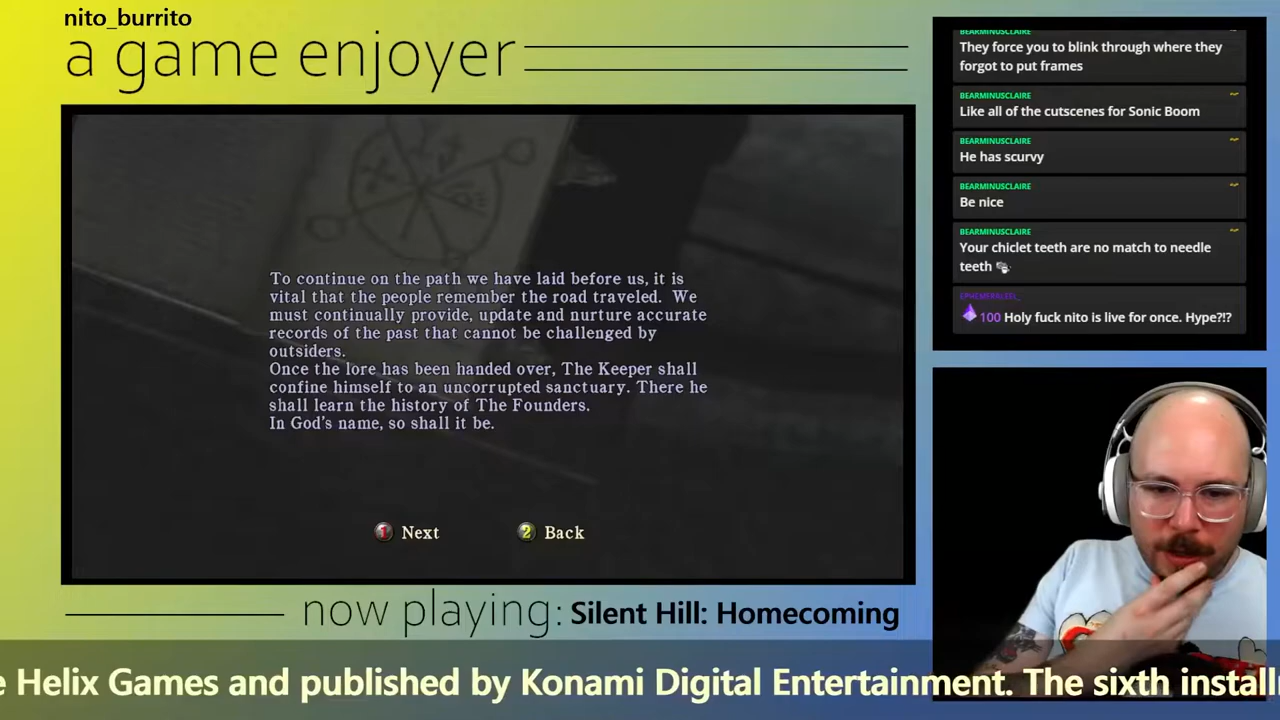 nito_burrito
a game enjoyer
To continue on the path we have laid before us, it is
vital that the people remember the road traveled. We
must continually provide, update and nurture accurate
records of the past that cannot be challenged by
outsiders.
Once the lore has been handed over, The Keeper shall
confine himself to an uncorrupted sanctuary. There he
shall learn the history of The Founders.
In God's name, so shall it be.
1 Next
2 Back
now playing: Silent Hill: Homecoming
e Helix Games and published by Konami Digital Entertainment. The sixth install
BEARMINUSCLAIRE
They force you to blink through where they
forgot to put frames
BEARMINUSCLAIRE
Like all of the cutscenes for Sonic Boom
BEARMINUSCLAIRE
He has scurvy
BEARMINUSCLAIRE
Be nice
BEARMINUSCLAIRE
Your chiclet teeth are no match to needle
teeth
100 Holy fuck nito is live for once. Hype?!?